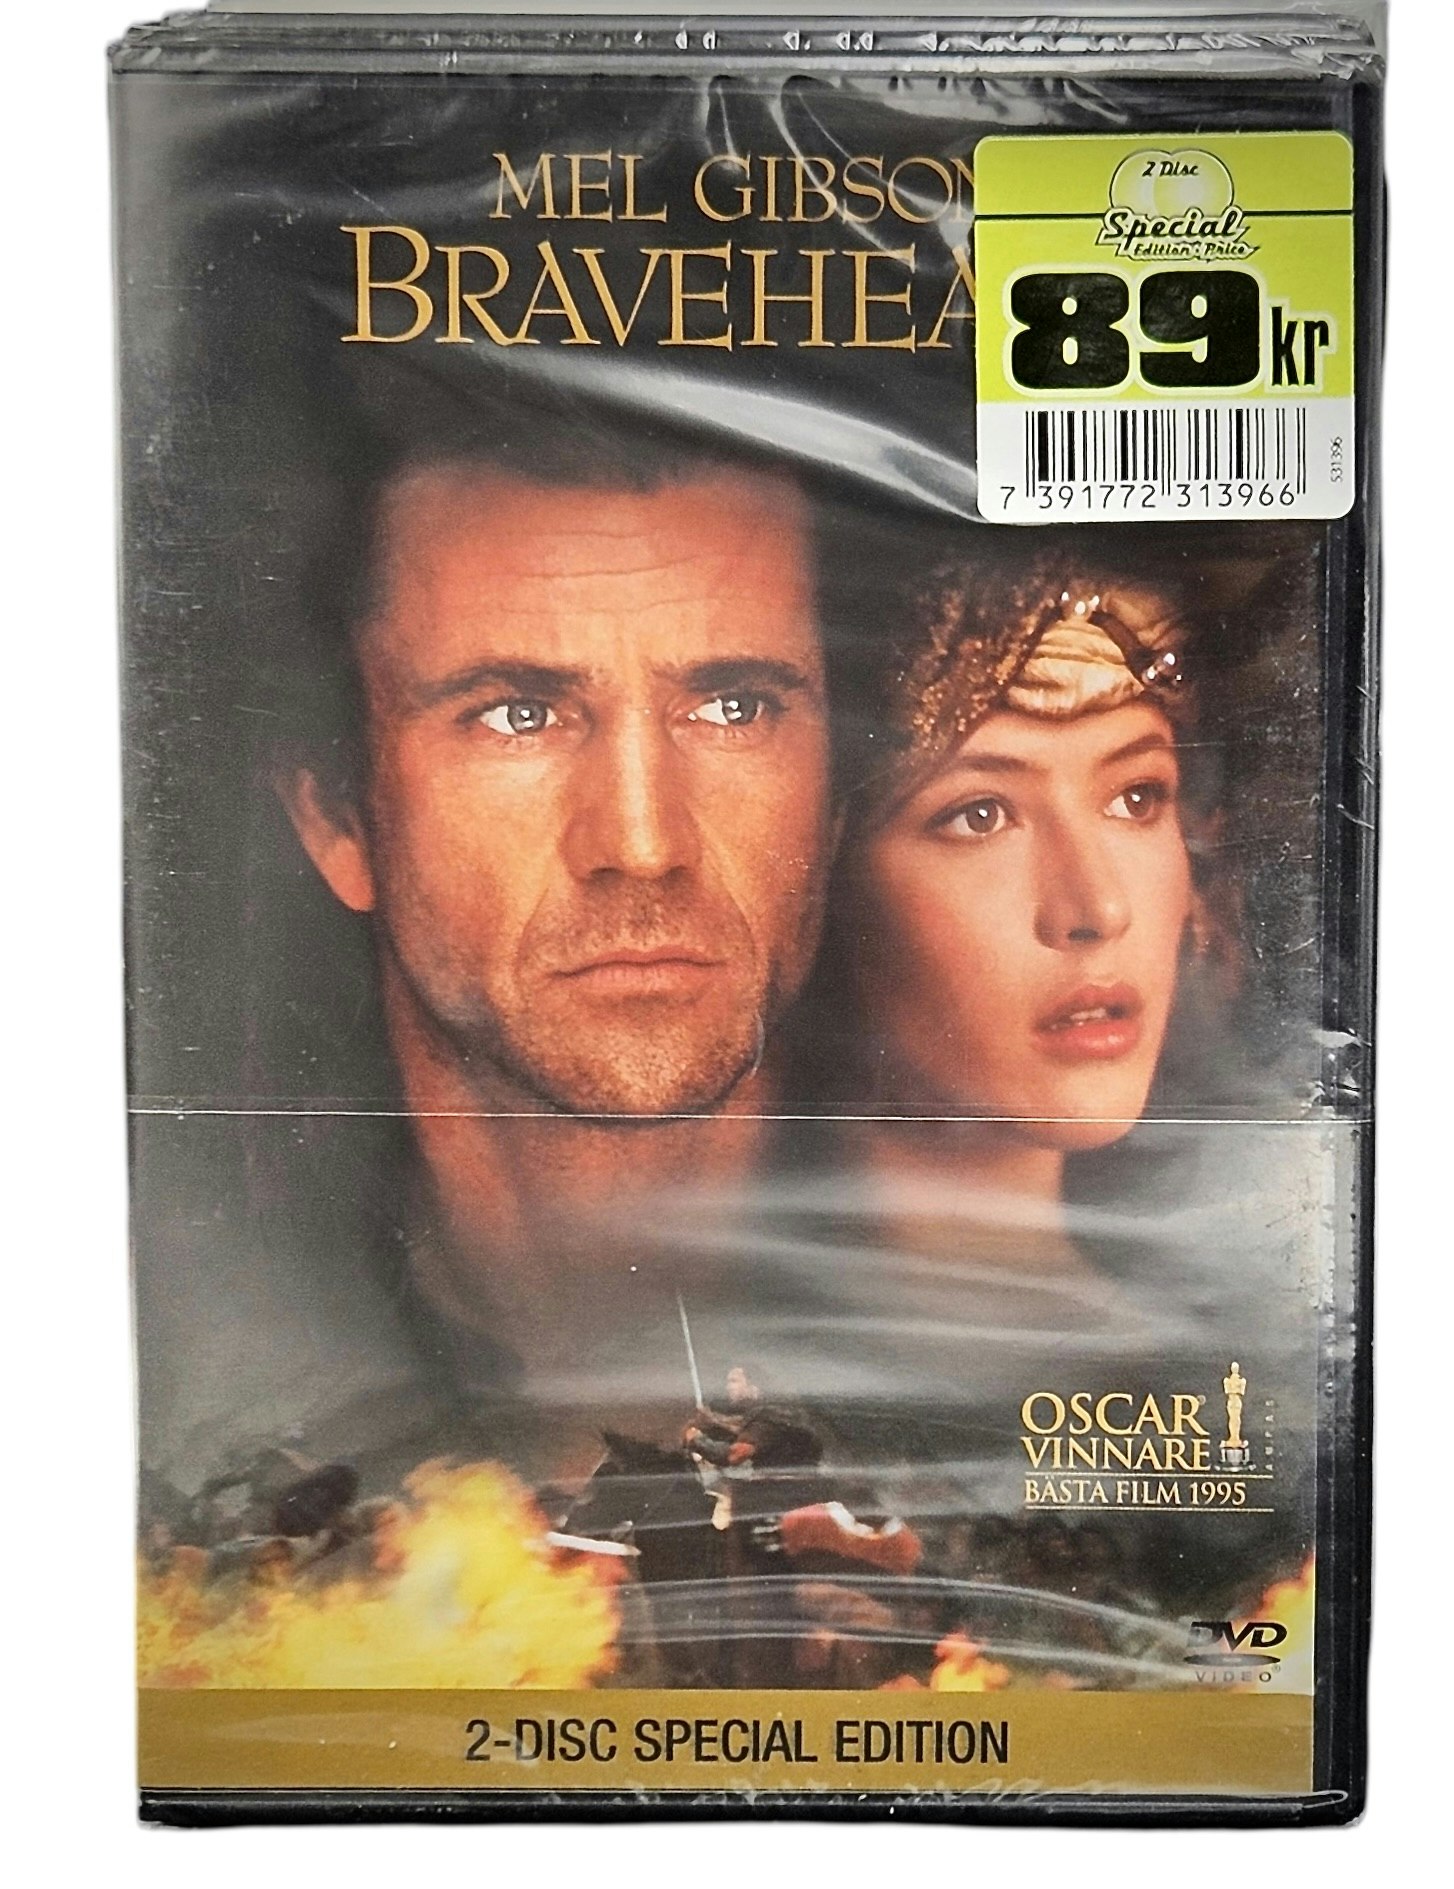 MEL GIBSON
BRAVEHEA
2 Disc
Special
Edition · Price
89 kr
7 391772 313966
531396
OSCAR
VINNARE
AMPAS
BÄSTA FILM 1995
DVD
VIDEO
2-DISC SPECIAL EDITION